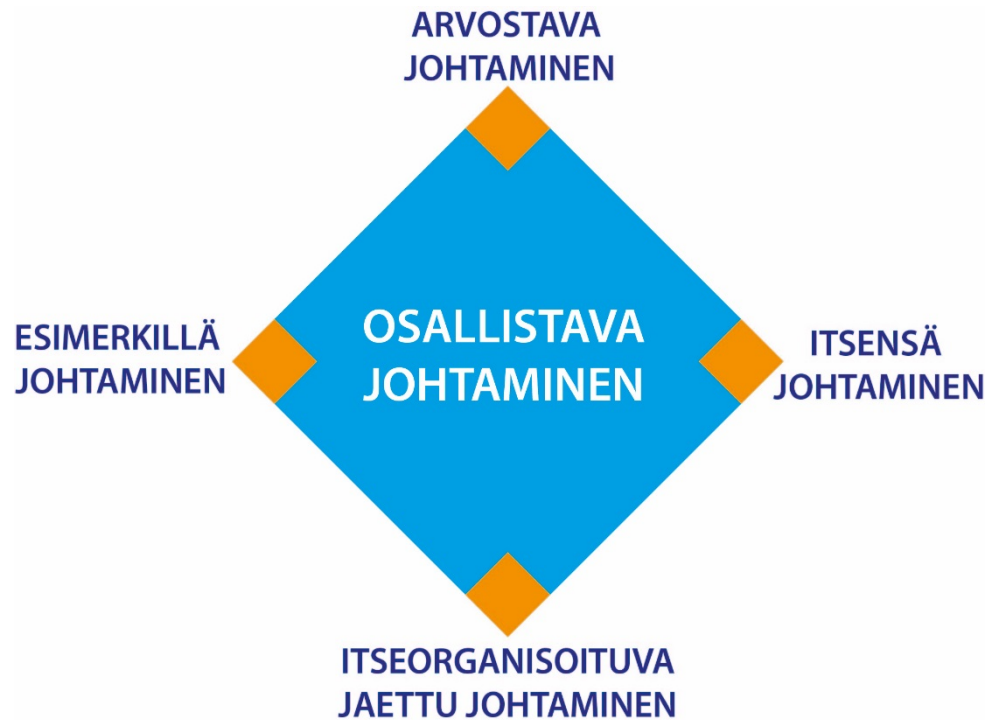 ARVOSTAVA
JOHTAMINEN
ESIMERKILLÄ
JOHTAMINEN
OSALLISTAVA
JOHTAMINEN
ITSENSÄ
JOHTAMINEN
ITSEORGANISOITUVA
JAETTU JOHTAMINEN